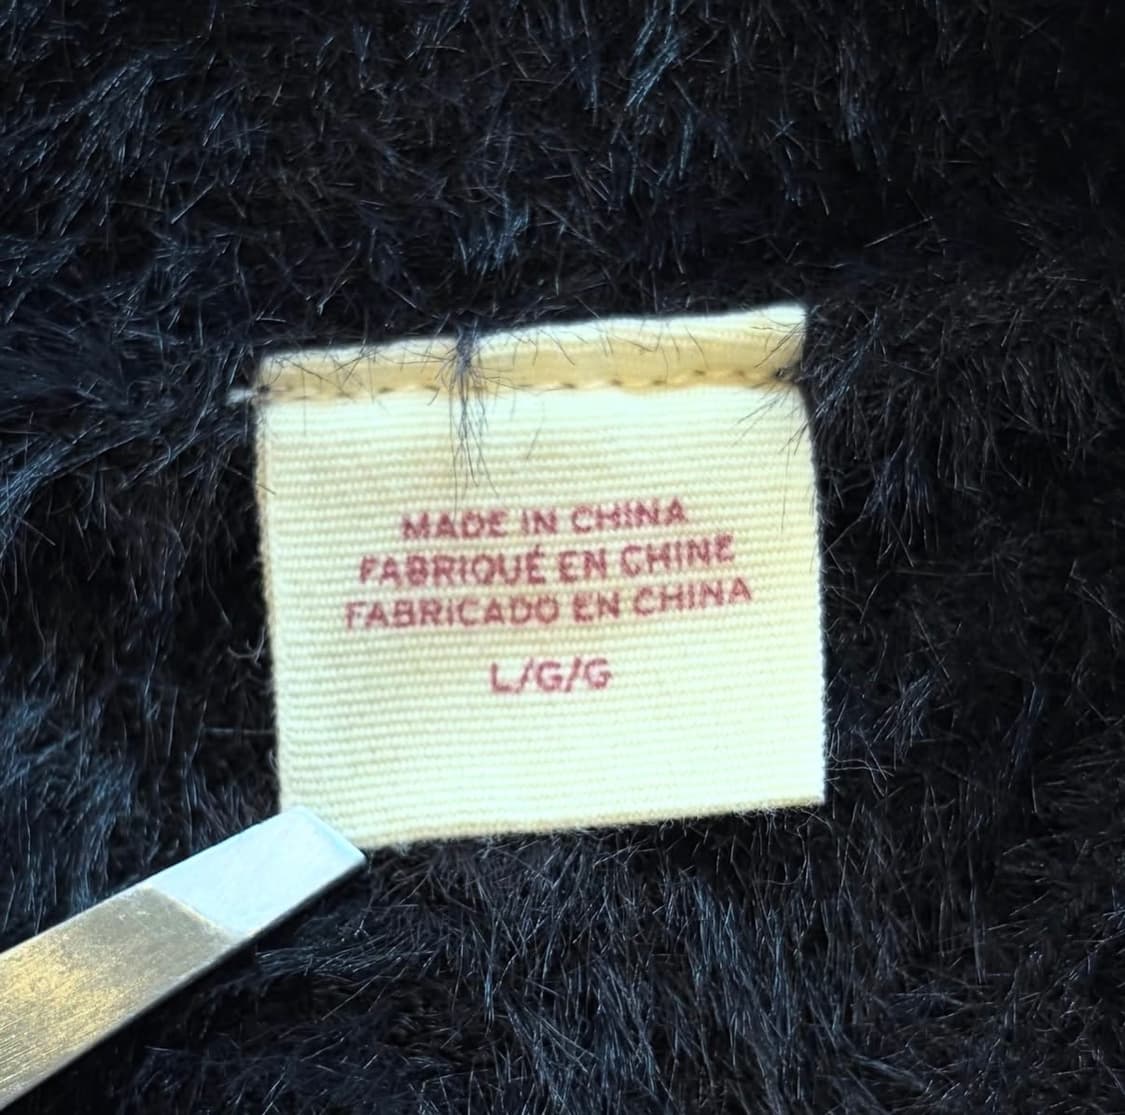 MADE IN CHINA
FABRIQUÉ EN CHINE
FABRICADO EN CHINA
L/G/G